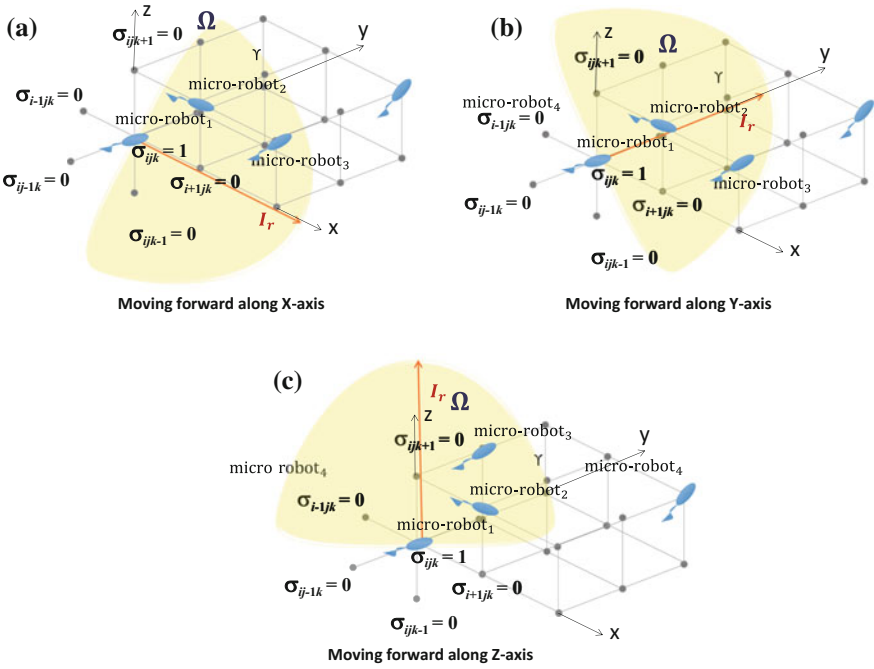 (a)
z
Ω
σijk+1 = 0
y
ϒ
micro-robot2
σi-1jk = 0
micro-robot1
σijk = 1
micro-robot3
σij-1k = 0
σi+1jk = 0
Ir
x
σijk-1 = 0
Moving forward along X-axis
(b)
z
Ω
σijk+1 = 0
y
ϒ
micro-robot4
micro-robot2
σi-1jk = 0
Ir
micro-robot1
σijk = 1
micro-robot3
σij-1k = 0
σi+1jk = 0
x
σijk-1 = 0
Moving forward along Y-axis
(c)
Ir
Ω
z
σijk+1 = 0
micro-robot3
y
ϒ
micro robot4
micro-robot4
micro-robot2
σi-1jk = 0
micro-robot1
σijk = 1
σij-1k = 0
σi+1jk = 0
σijk-1 = 0
x
Moving forward along Z-axis